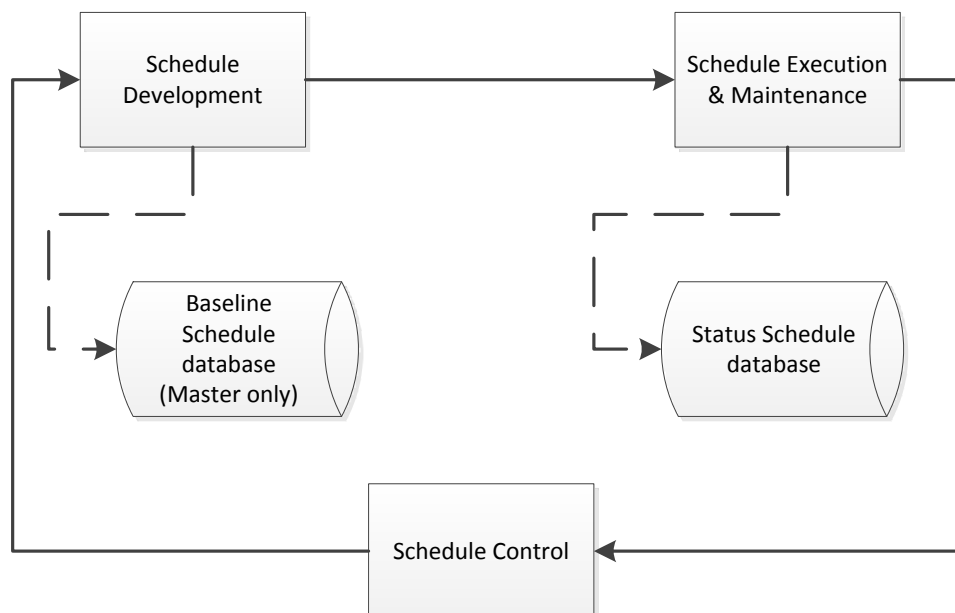 Schedule
Development
Schedule Execution
& Maintenance
Baseline
Schedule
database
(Master only)
Status Schedule
database
Schedule Control